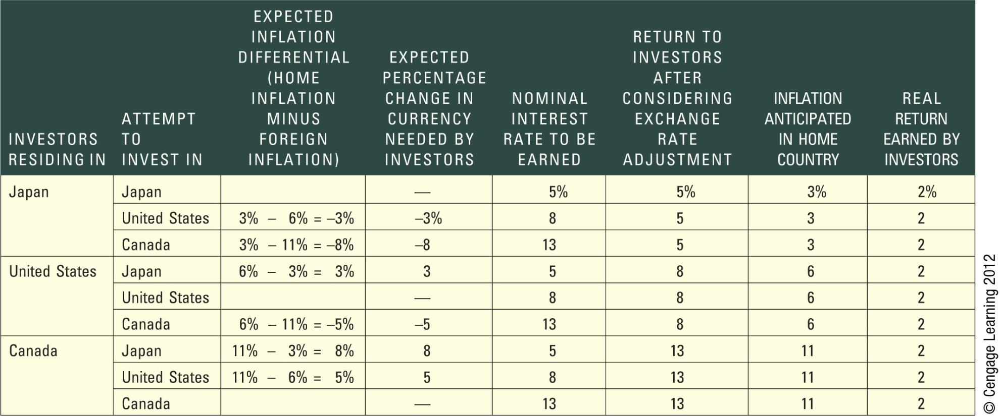 INVESTORS RESIDING IN | ATTEMPT TO INVEST IN | EXPECTED INFLATION DIFFERENTIAL (HOME INFLATION MINUS FOREIGN INFLATION) | EXPECTED PERCENTAGE CHANGE IN CURRENCY NEEDED BY INVESTORS | NOMINAL INTEREST RATE TO BE EARNED | RETURN TO INVESTORS AFTER CONSIDERING EXCHANGE RATE ADJUSTMENT | INFLATION ANTICIPATED IN HOME COUNTRY | REAL RETURN EARNED BY INVESTORS
Japan | Japan | | — | 5% | 5% | 3% | 2%
United States | 3% – 6% = –3% | –3% | 8 | 5 | 3 | 2
Canada | 3% – 11% = –8% | –8 | 13 | 5 | 3 | 2
United States | Japan | 6% – 3% = 3% | 3 | 5 | 8 | 6 | 2
United States | | — | 8 | 8 | 6 | 2
Canada | 6% – 11% = –5% | –5 | 13 | 8 | 6 | 2
Canada | Japan | 11% – 3% = 8% | 8 | 5 | 13 | 11 | 2
United States | 11% – 6% = 5% | 5 | 8 | 13 | 11 | 2
Canada | | — | 13 | 13 | 11 | 2
© Cengage Learning 2012